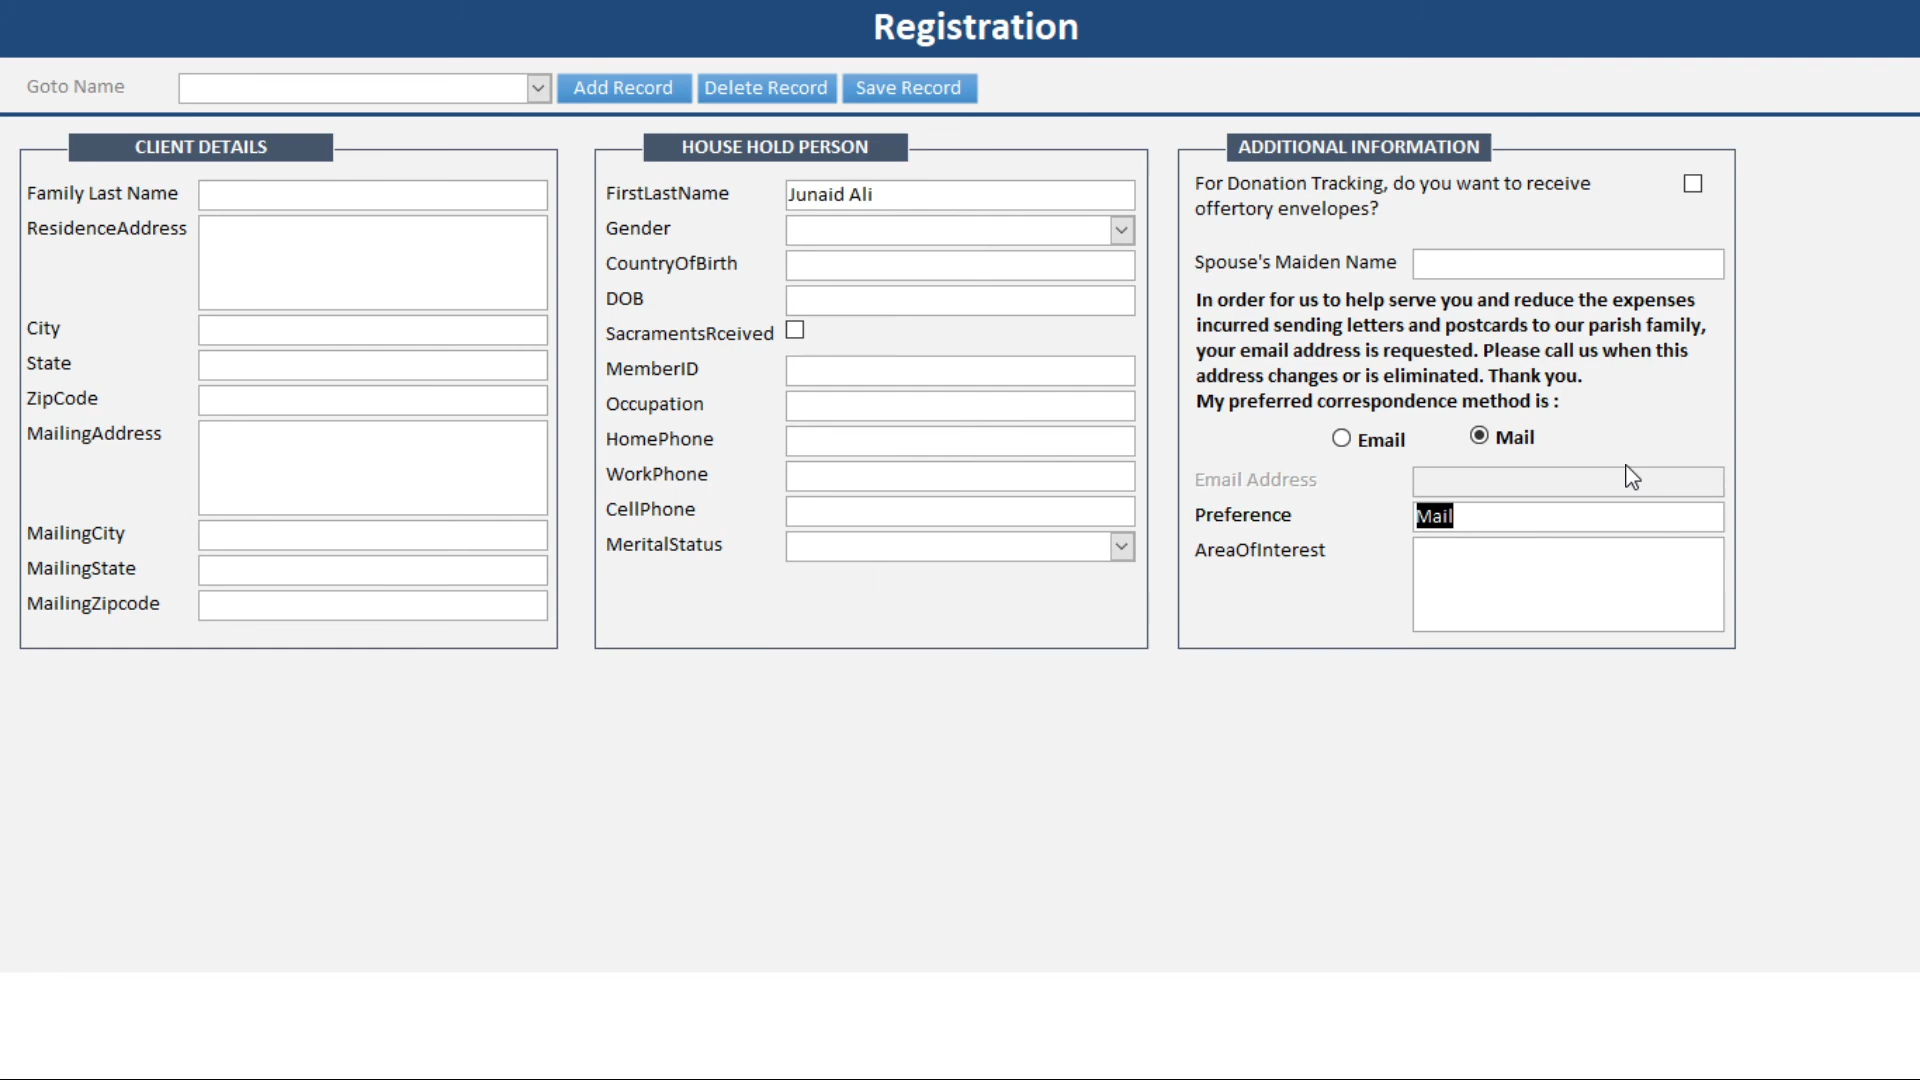 Registration
Goto Name
Add Record
Delete Record
Save Record
CLIENT DETAILS
Family Last Name
ResidenceAddress
City
State
ZipCode
MailingAddress
MailingCity
MailingState
MailingZipcode
HOUSE HOLD PERSON
FirstLastName Junaid Ali
Gender
CountryOfBirth
DOB
SacramentsRceived
MemberID
Occupation
HomePhone
WorkPhone
CellPhone
MeritalStatus
ADDITIONAL INFORMATION
For Donation Tracking, do you want to receive
offertory envelopes?
Spouse's Maiden Name
In order for us to help serve you and reduce the expenses
incurred sending letters and postcards to our parish family,
your email address is requested. Please call us when this
address changes or is eliminated. Thank you.
My preferred correspondence method is :
Email Mail
Email Address
Preference Mail
AreaOfInterest